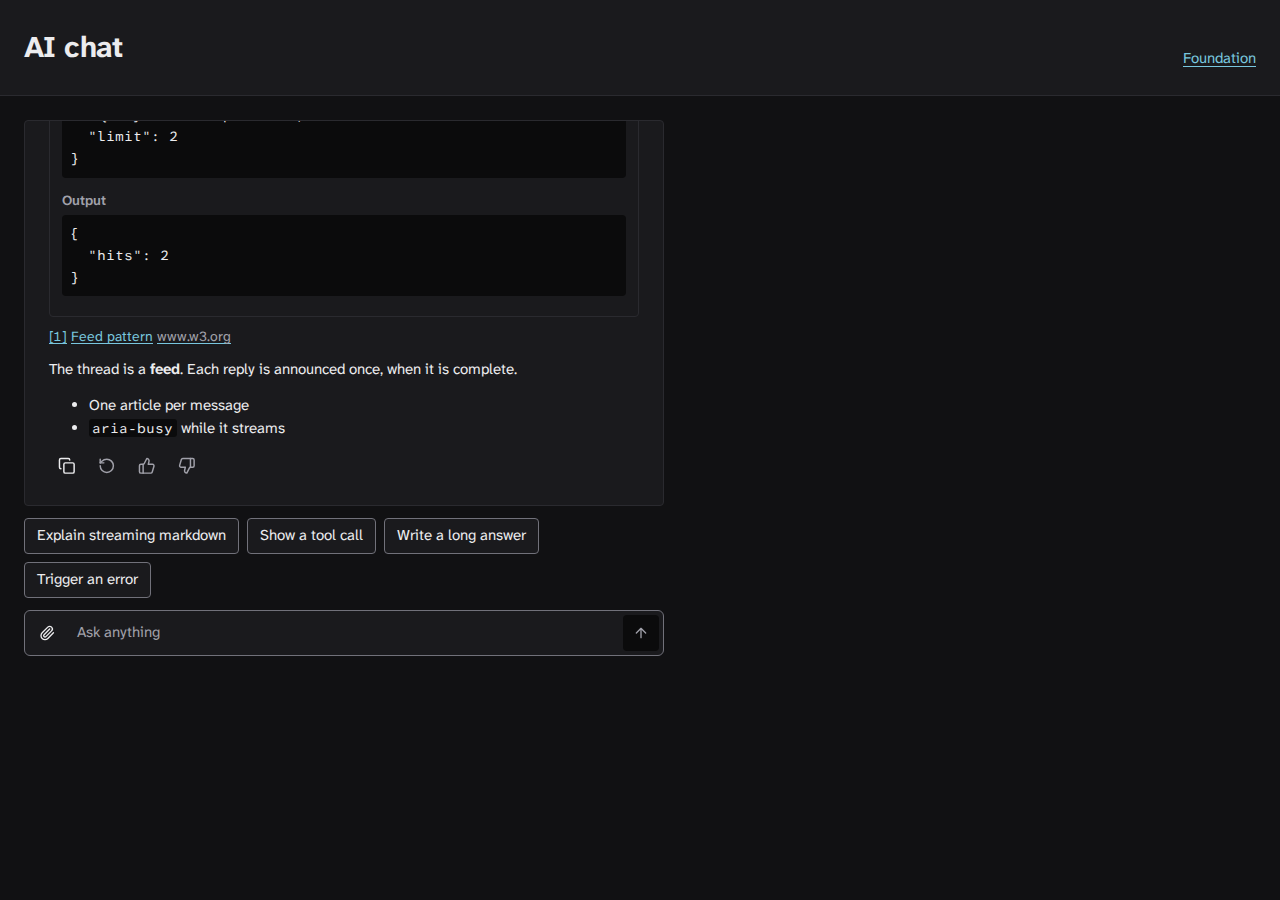 AI chat
Foundation
"limit": 2
}
Output
{
"hits": 2
}
[1] Feed pattern www.w3.org
The thread is a feed. Each reply is announced once, when it is complete.
One article per message
aria-busy while it streams
Explain streaming markdown
Show a tool call
Write a long answer
Trigger an error
Ask anything